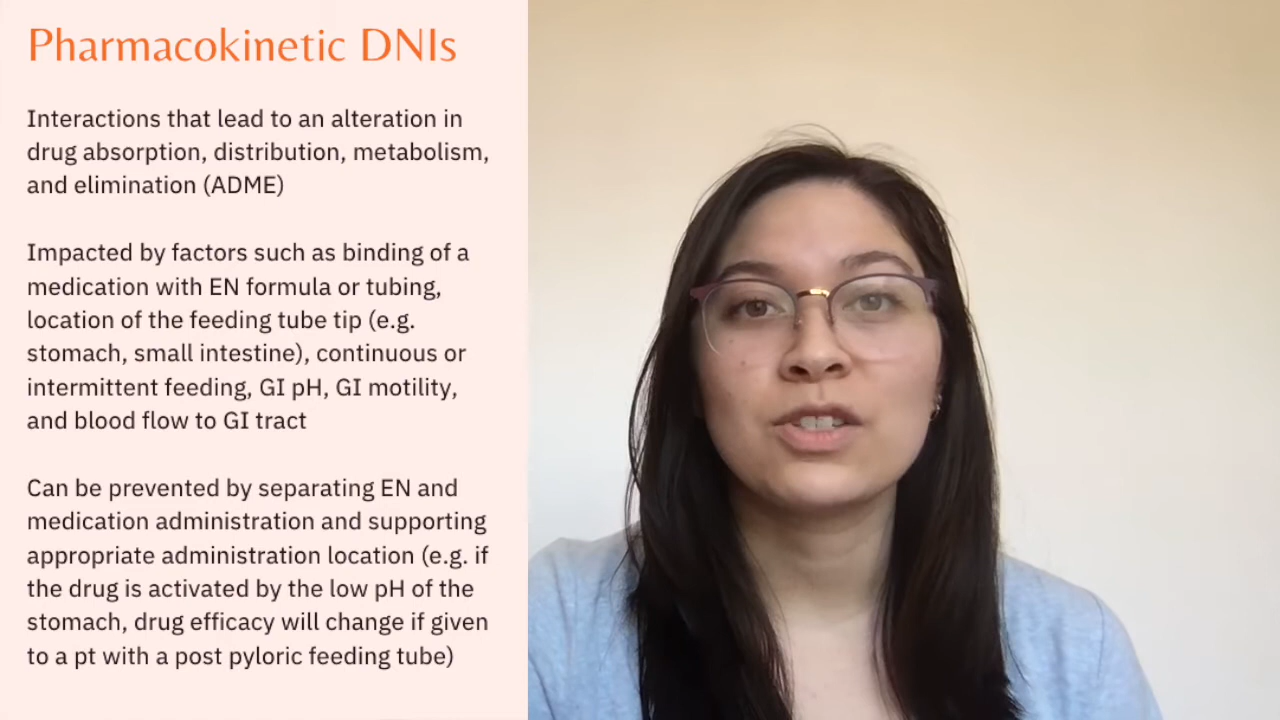 Pharmacokinetic DNIs
Interactions that lead to an alteration in
drug absorption, distribution, metabolism,
and elimination (ADME)
Impacted by factors such as binding of a
medication with EN formula or tubing,
location of the feeding tube tip (e.g.
stomach, small intestine), continuous or
intermittent feeding, GI pH, GI motility,
and blood flow to GI tract
Can be prevented by separating EN and
medication administration and supporting
appropriate administration location (e.g. if
the drug is activated by the low pH of the
stomach, drug efficacy will change if given
to a pt with a post pyloric feeding tube)